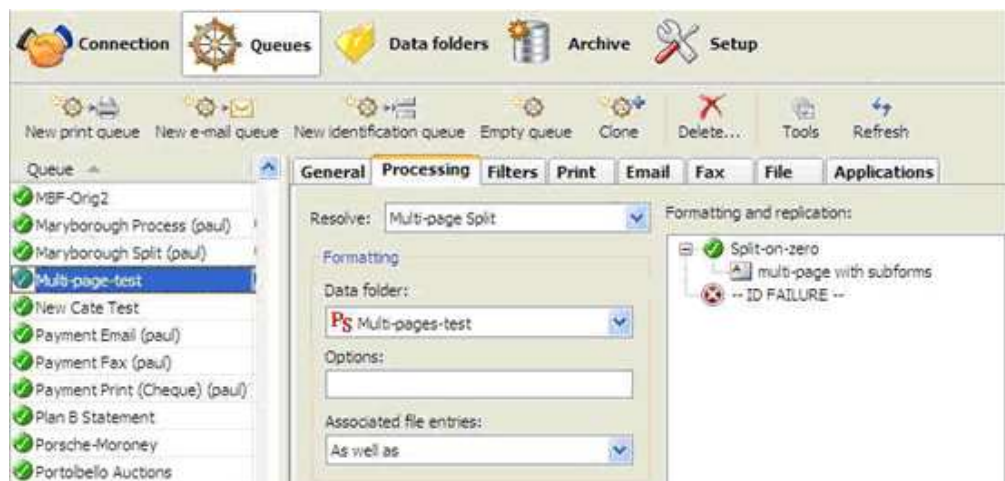 Connection Queues Data folders Archive Setup
New print queue New e-mail queue New identification queue Empty queue Clone Delete... Tools Refresh
Queue
MBF-Orig2
Maryborough Process (paul)
Maryborough Split (paul)
Multi-page-test
New Cate Test
Payment Email (paul)
Payment Fax (paul)
Payment Print (Cheque) (paul)
Plan B Statement
Porsche-Moroney
Portobello Auctions
General Processing Filters Print Email Fax File Applications
Resolve: Multi-page Split
Formatting
Data folder:
PS Multi-pages-test
Options:
Associated file entries:
As well as
Formatting and replication:
Split-on-zero
multi-page with subforms
-- ID FAILURE --